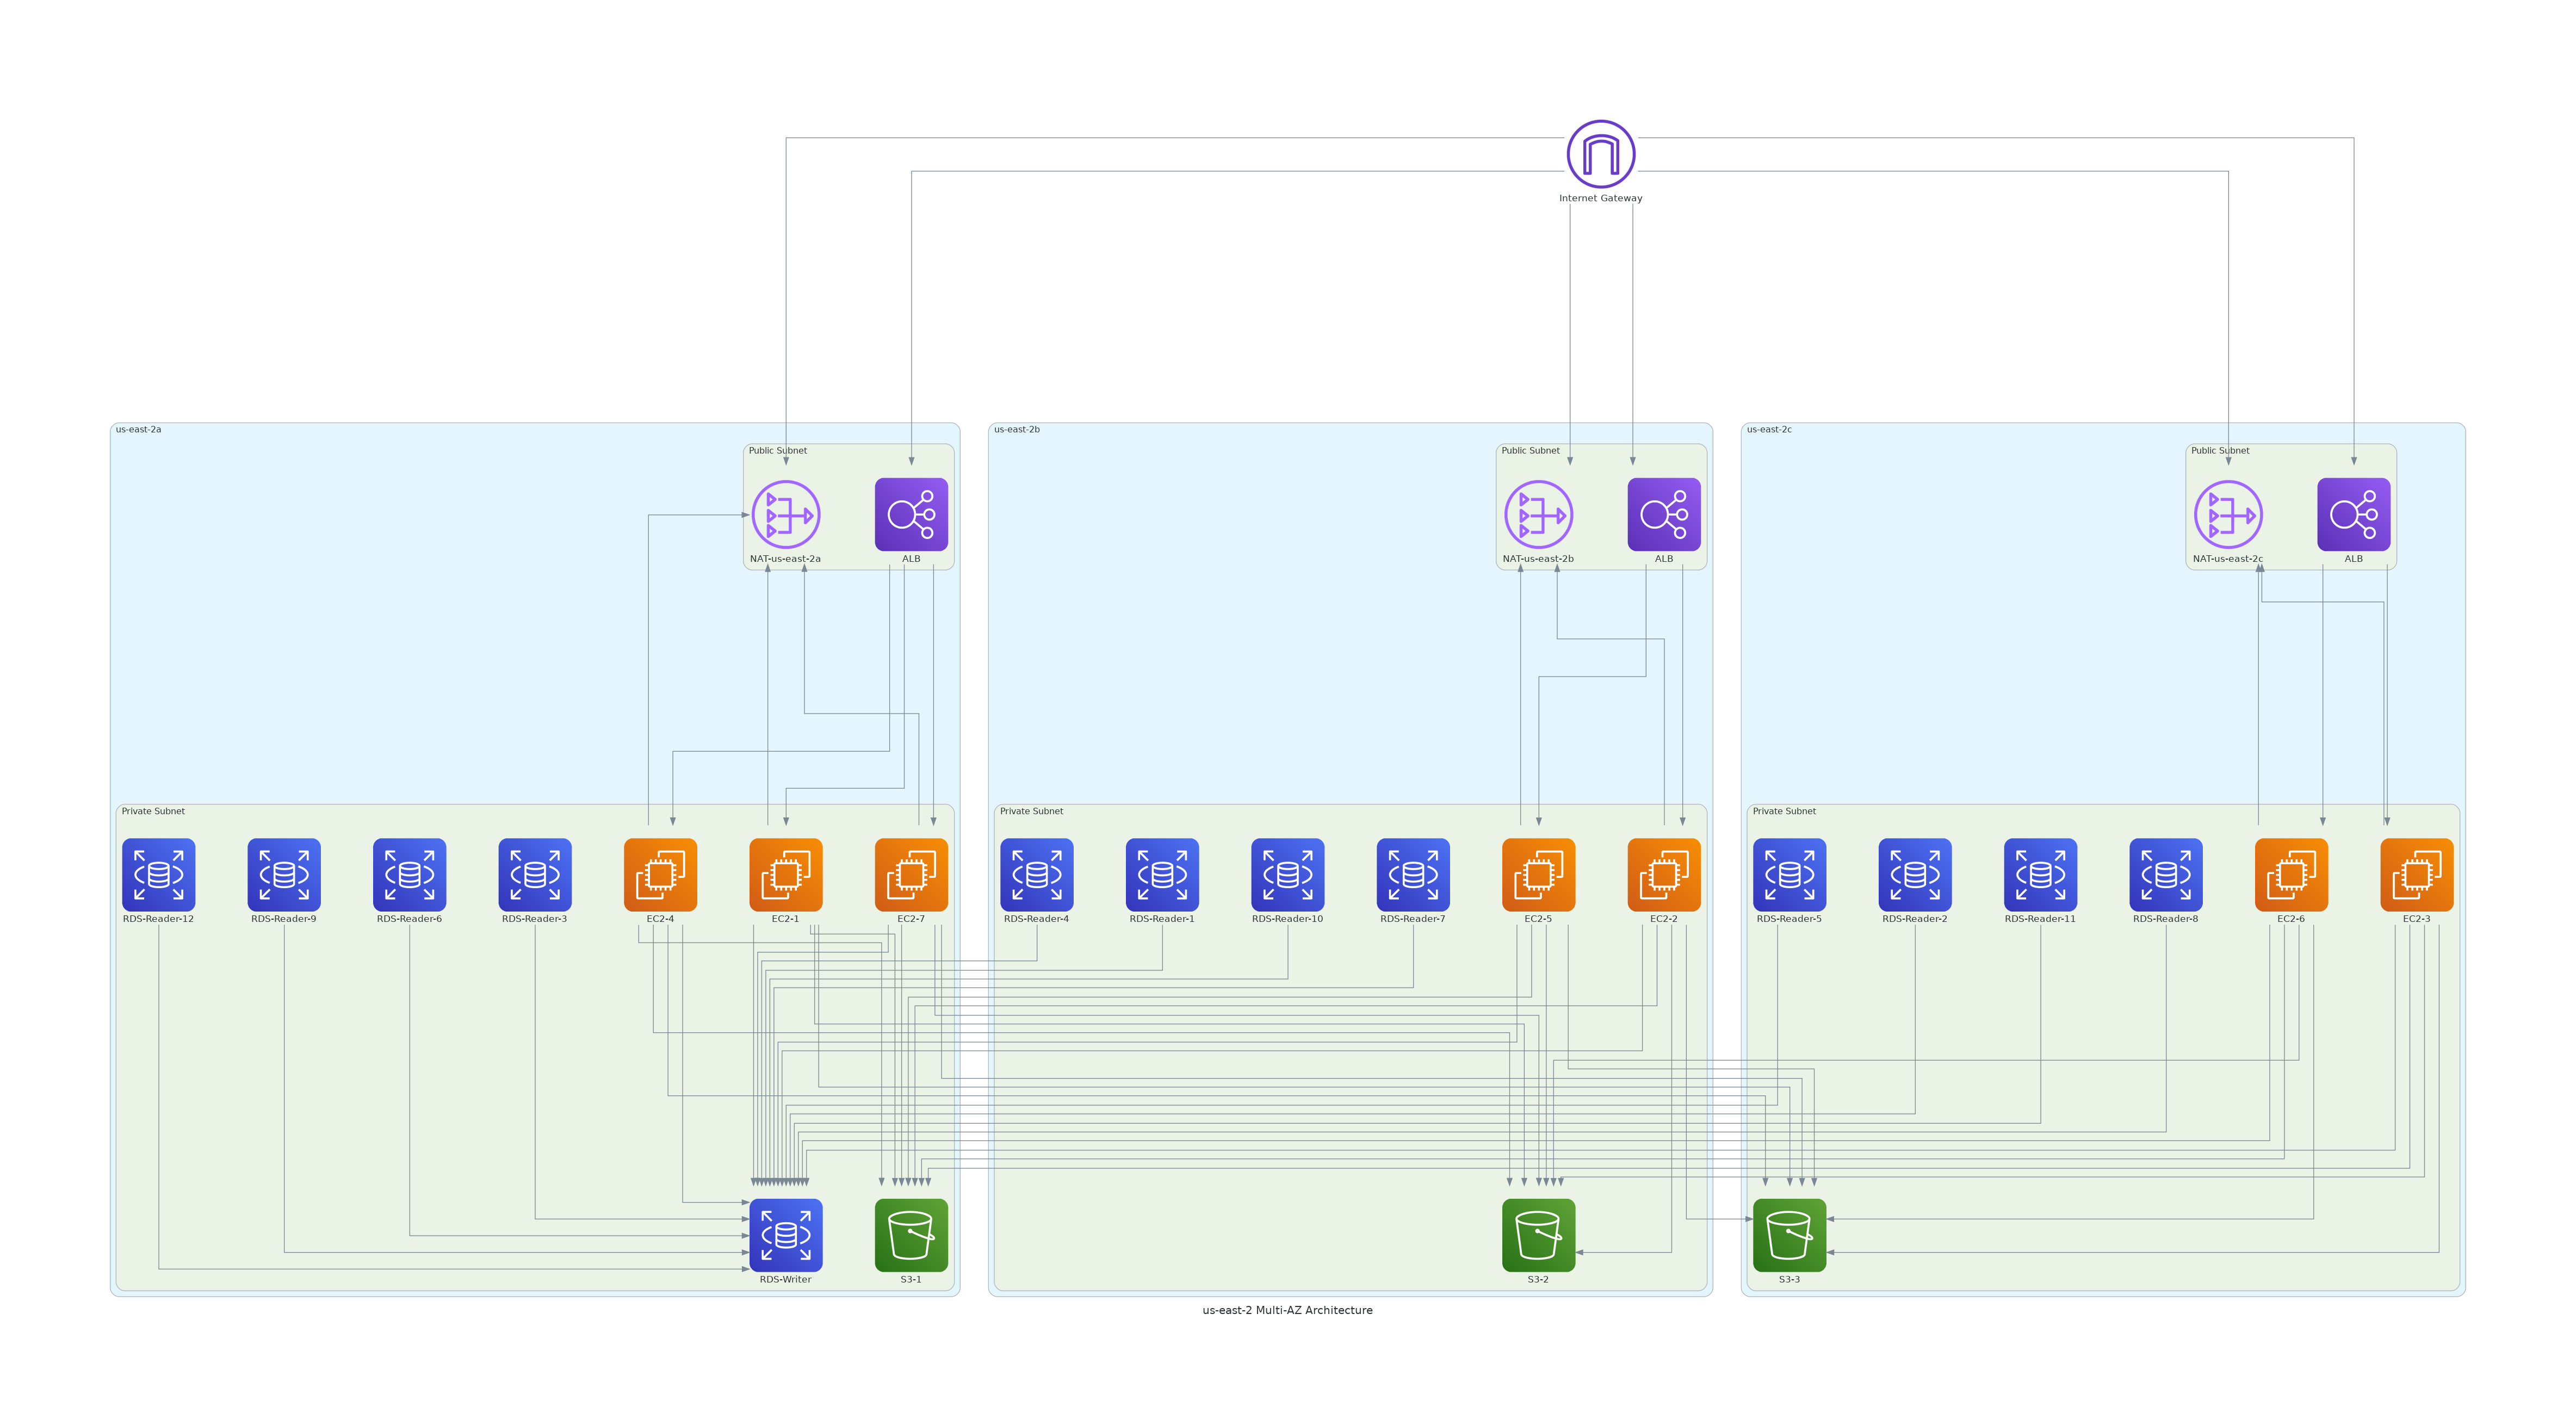 Internet Gateway
us-east-2a
us-east-2b
us-east-2c
Public Subnet
Public Subnet
Public Subnet
NAT-us-east-2a
ALB
NAT-us-east-2b
ALB
NAT-us-east-2c
ALB
Private Subnet
Private Subnet
Private Subnet
RDS-Reader-12
RDS-Reader-9
RDS-Reader-6
RDS-Reader-3
EC2-4
EC2-1
EC2-7
RDS-Reader-4
RDS-Reader-1
RDS-Reader-10
RDS-Reader-7
EC2-5
EC2-2
RDS-Reader-5
RDS-Reader-2
RDS-Reader-11
RDS-Reader-8
EC2-6
EC2-3
RDS-Writer
S3-1
S3-2
S3-3
us-east-2 Multi-AZ Architecture